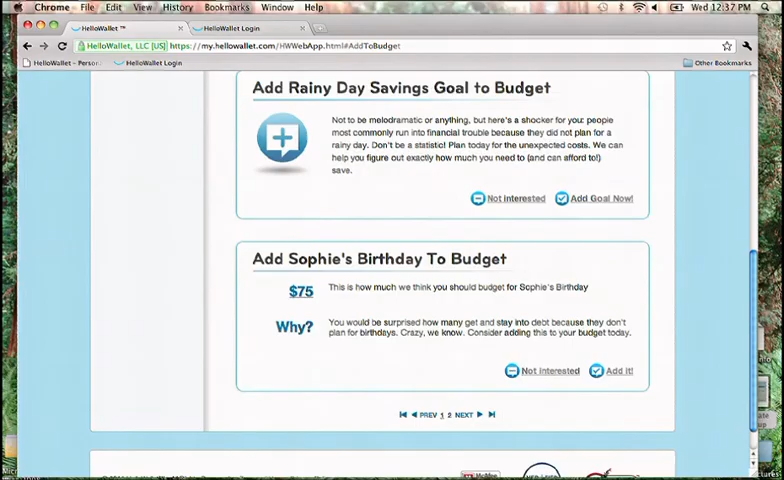 Chrome File Edit View History Bookmarks Window Help Wed 12:37 PM
HelloWallet ™ HelloWallet Login
HelloWallet, LLC [US] https://my.hellowallet.com/HWWebApp.html#AddToBudget
HelloWallet - Person HelloWallet Login Other Bookmarks
Add Rainy Day Savings Goal to Budget
Not to be melodramatic or anything, but here's a shocker for you: people
most commonly run into financial trouble because they did not plan for a
rainy day. Don't be a statistic! Plan today for the unexpected costs. We can
help you figure out exactly how much you need to (and can afford to!)
save.
Not Interested Add Goal Now!
Add Sophie's Birthday To Budget
$75 This is how much we think you should budget for Sophie's Birthday
Why? You would be surprised how many get and stay into debt because they don't
plan for birthdays. Crazy, we know. Consider adding this to your budget today.
Not Interested Add It!
PREV 1 2 NEXT
McAfee